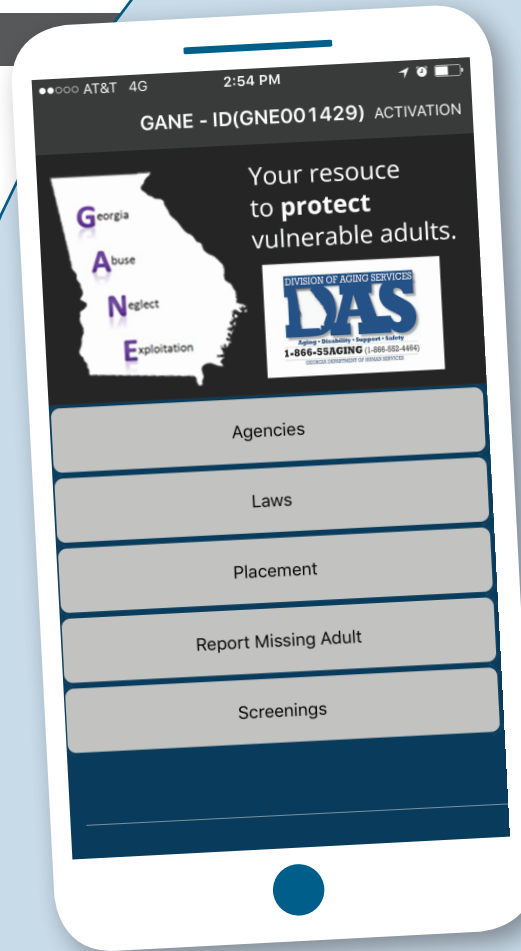 ●●○○○ AT&T 4G 2:54 PM
GANE - ID(GNE001429) ACTIVATION
Georgia
Abuse
Neglect
Exploitation
Your resouce
to protect
vulnerable adults.
DIVISION OF AGING SERVICES
DAS
Aging • Disability • Support • Safety
1-866-55AGING (1-866-552-4464)
GEORGIA DEPARTMENT OF HUMAN SERVICES
Agencies
Laws
Placement
Report Missing Adult
Screenings